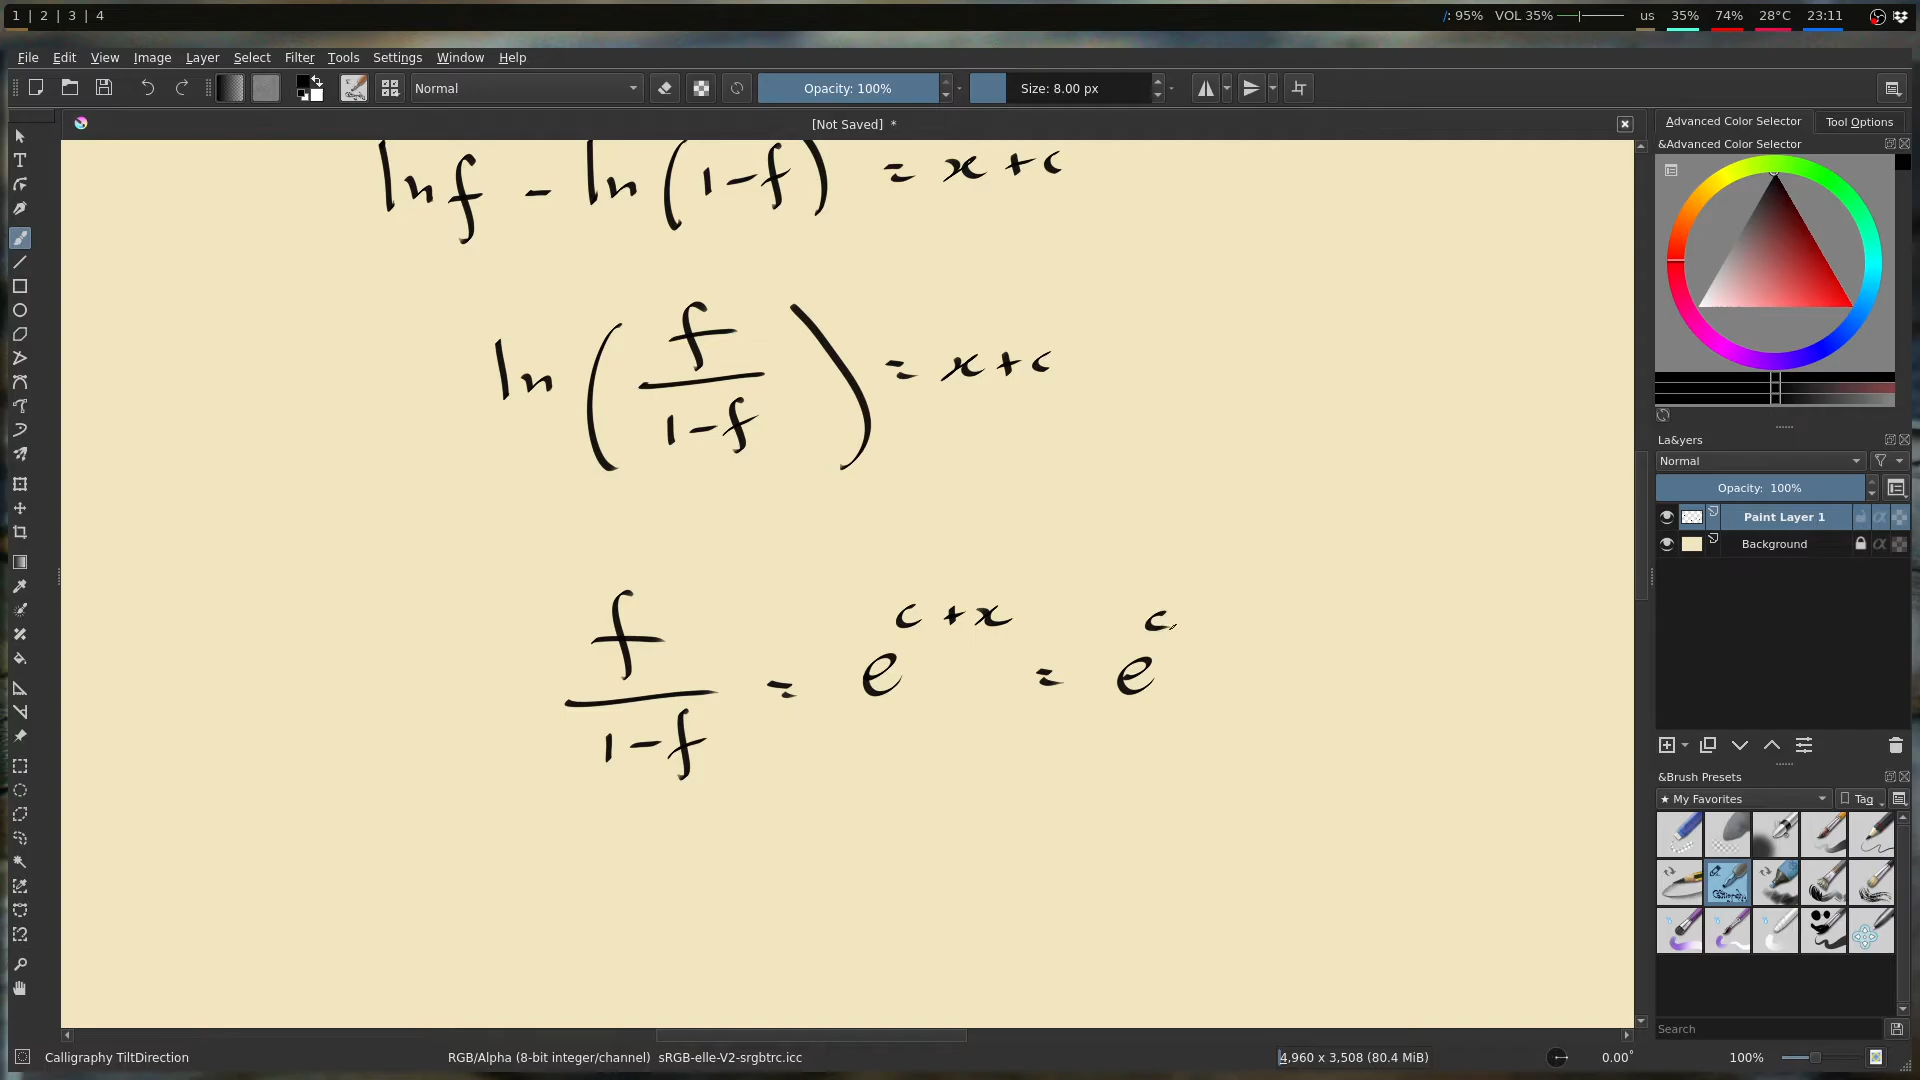 1 | 2 | 3 | 4
/: 95% VOL 35% us 35% 74% 28°C 23:11
File Edit View Image Layer Select Filter Tools Settings Window Help
Normal Opacity: 100% Size: 8.00 px
[Not Saved] *
Advanced Color Selector Tool Options
&Advanced Color Selector
ln f - ln (1-f) = x+c
ln (f/(1-f)) = x+c
f/(1-f) = e^(c+x) = e^c
La&yers
Normal
Opacity: 100%
Paint Layer 1
Background
&Brush Presets
★ My Favorites Tag
Search
Calligraphy TiltDirection RGB/Alpha (8-bit integer/channel) sRGB-elle-V2-srgbtrc.icc 4,960 x 3,508 (80.4 MiB) 0.00° 100%